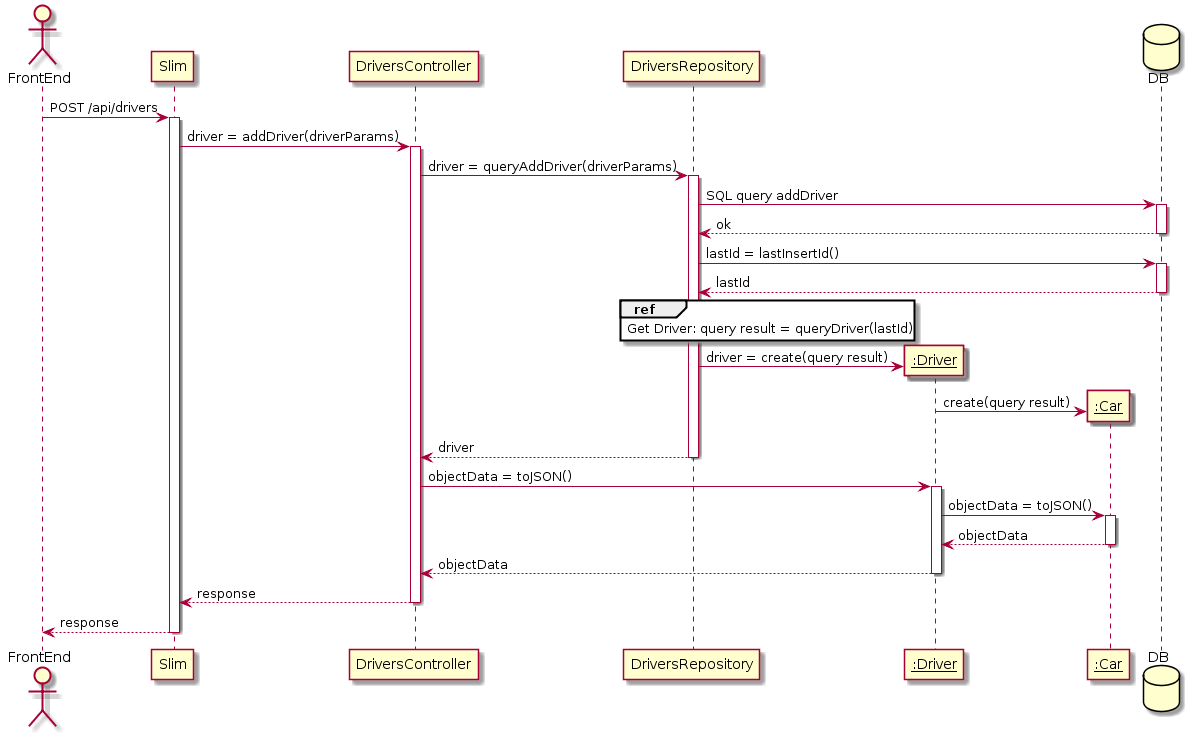 FrontEnd
Slim
DriversController
DriversRepository
DB
POST /api/drivers
driver = addDriver(driverParams)
driver = queryAddDriver(driverParams)
SQL query addDriver
ok
lastId = lastInsertId()
lastId
ref
Get Driver: query result = queryDriver(lastId)
driver = create(query result)
:Driver
create(query result)
:Car
driver
objectData = toJSON()
objectData = toJSON()
objectData
objectData
response
response
FrontEnd
Slim
DriversController
DriversRepository
:Driver
:Car
DB